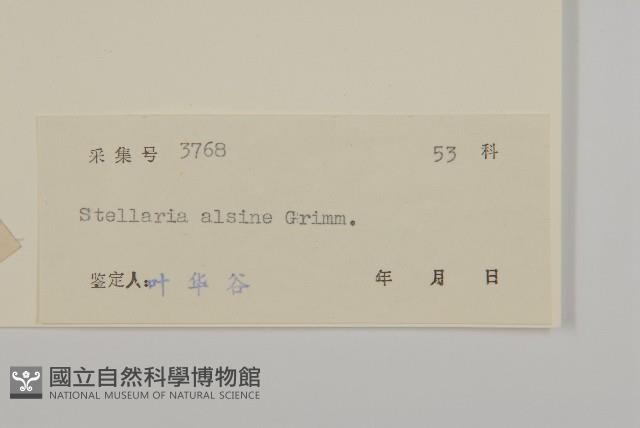 采集号 3768 53 科
Stellaria alsine Grimm.
鉴定人: 叶华谷 年 月 日
國立自然科學博物館
NATIONAL MUSEUM OF NATURAL SCIENCE